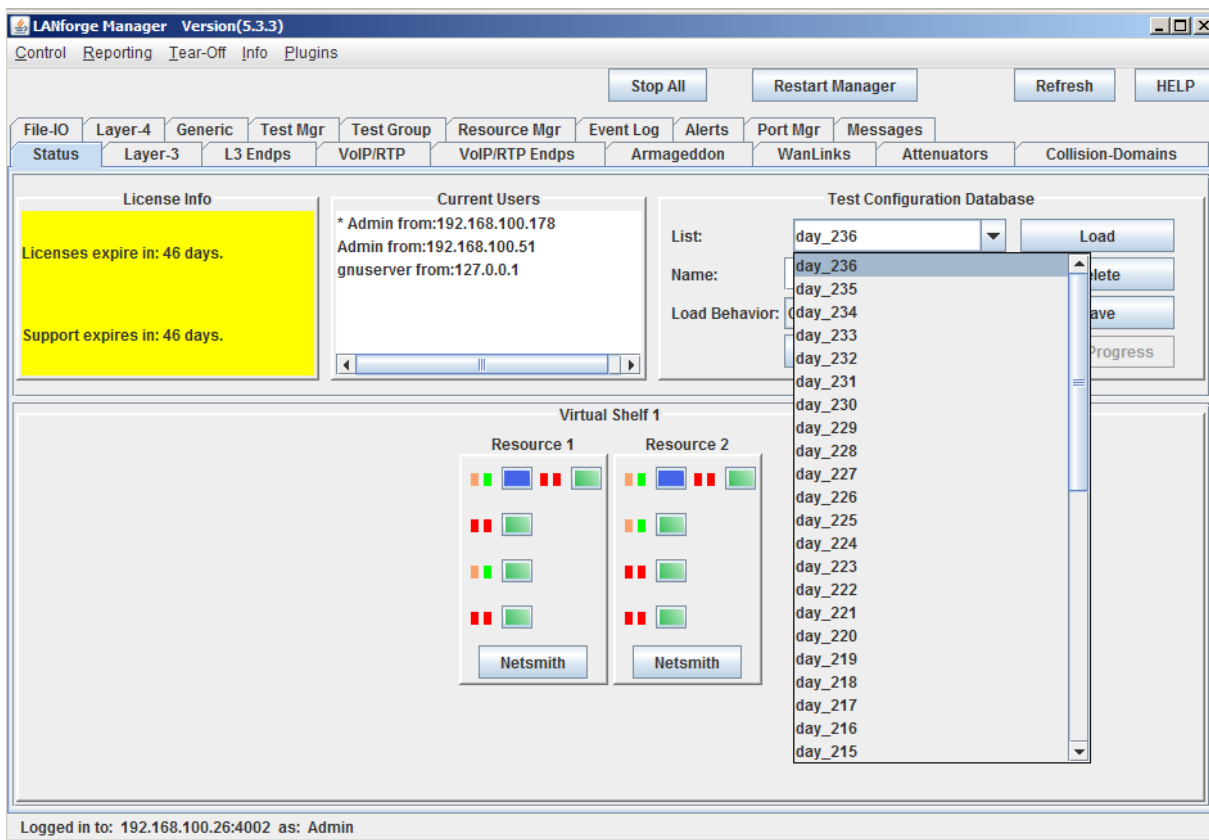 LANforge Manager Version(5.3.3)
Control Reporting Tear-Off Info Plugins
Stop All Restart Manager Refresh HELP
File-IO Layer-4 Generic Test Mgr Test Group Resource Mgr Event Log Alerts Port Mgr Messages
Status Layer-3 L3 Endps VoIP/RTP VoIP/RTP Endps Armageddon WanLinks Attenuators Collision-Domains
License Info
Licenses expire in: 46 days.
Support expires in: 46 days.
Current Users
* Admin from:192.168.100.178
Admin from:192.168.100.51
gnuserver from:127.0.0.1
Test Configuration Database
List: day_236 Load
Name:
Load Behavior:
Progress
day_236
day_235
day_234
day_233
day_232
day_231
day_230
day_229
day_228
day_227
day_226
day_225
day_224
day_223
day_222
day_221
day_220
day_219
day_218
day_217
day_216
day_215
Virtual Shelf 1
Resource 1 Resource 2
Netsmith Netsmith
Logged in to: 192.168.100.26:4002 as: Admin